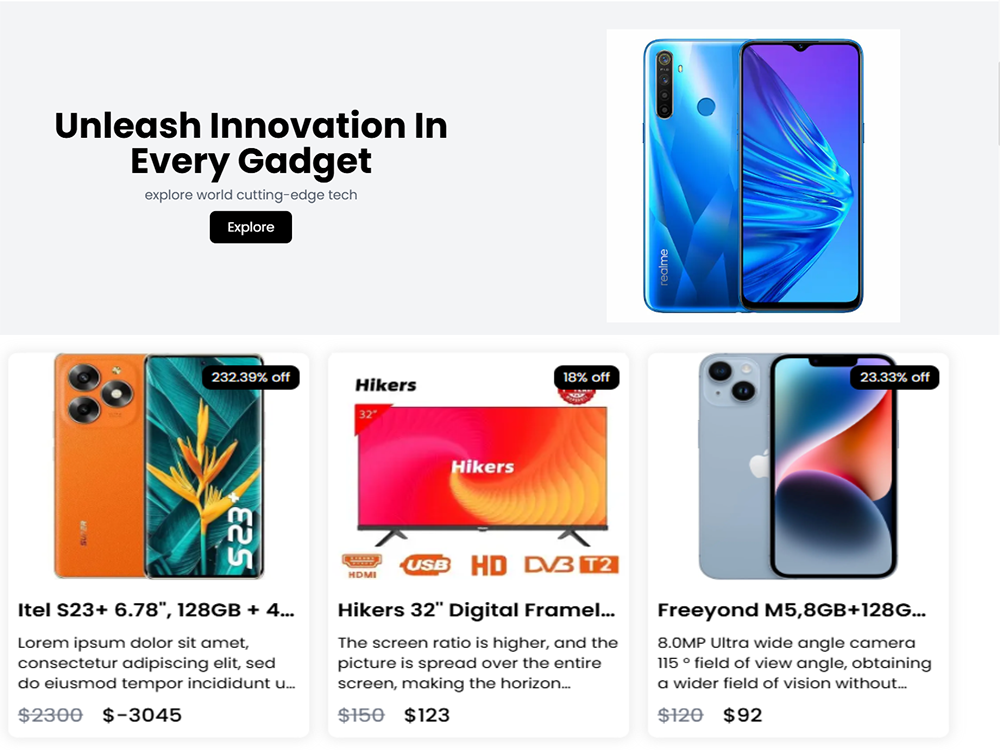 Unleash Innovation In
Every Gadget
explore world cutting-edge tech
Explore
realme
232.39% off
S23+
Itel S23+ 6.78", 128GB + 4...
Lorem ipsum dolor sit amet,
consectetur adipiscing elit, sed
do eiusmod tempor incididunt u...
$2300 $-3045
18% off
Hikers
32"
Hikers
HDMI
USB
HD
DVB T2
Hikers 32" Digital Framel...
The screen ratio is higher, and the
picture is spread over the entire
screen, making the horizon...
$150 $123
23.33% off
Freeyond M5,8GB+128G...
8.0MP Ultra wide angle camera
115 ° field of view angle, obtaining
a wider field of vision without...
$120 $92